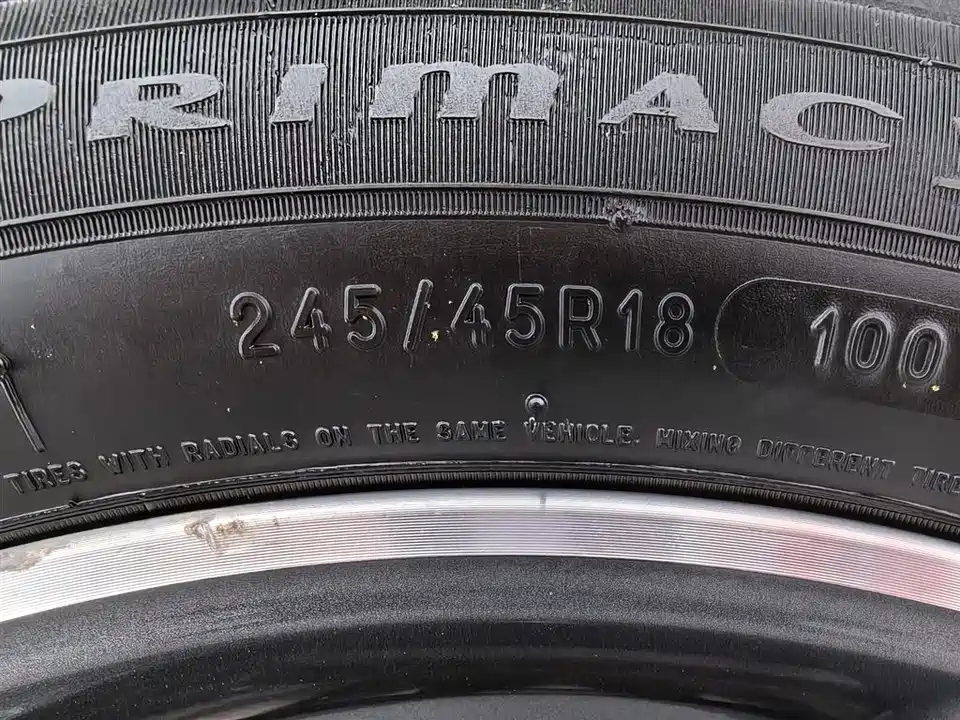 PRIMAC
245/45R18 100
TIRES WITH RADIALS ON THE SAME VEHICLE. MIXING DIFFERENT TIRE